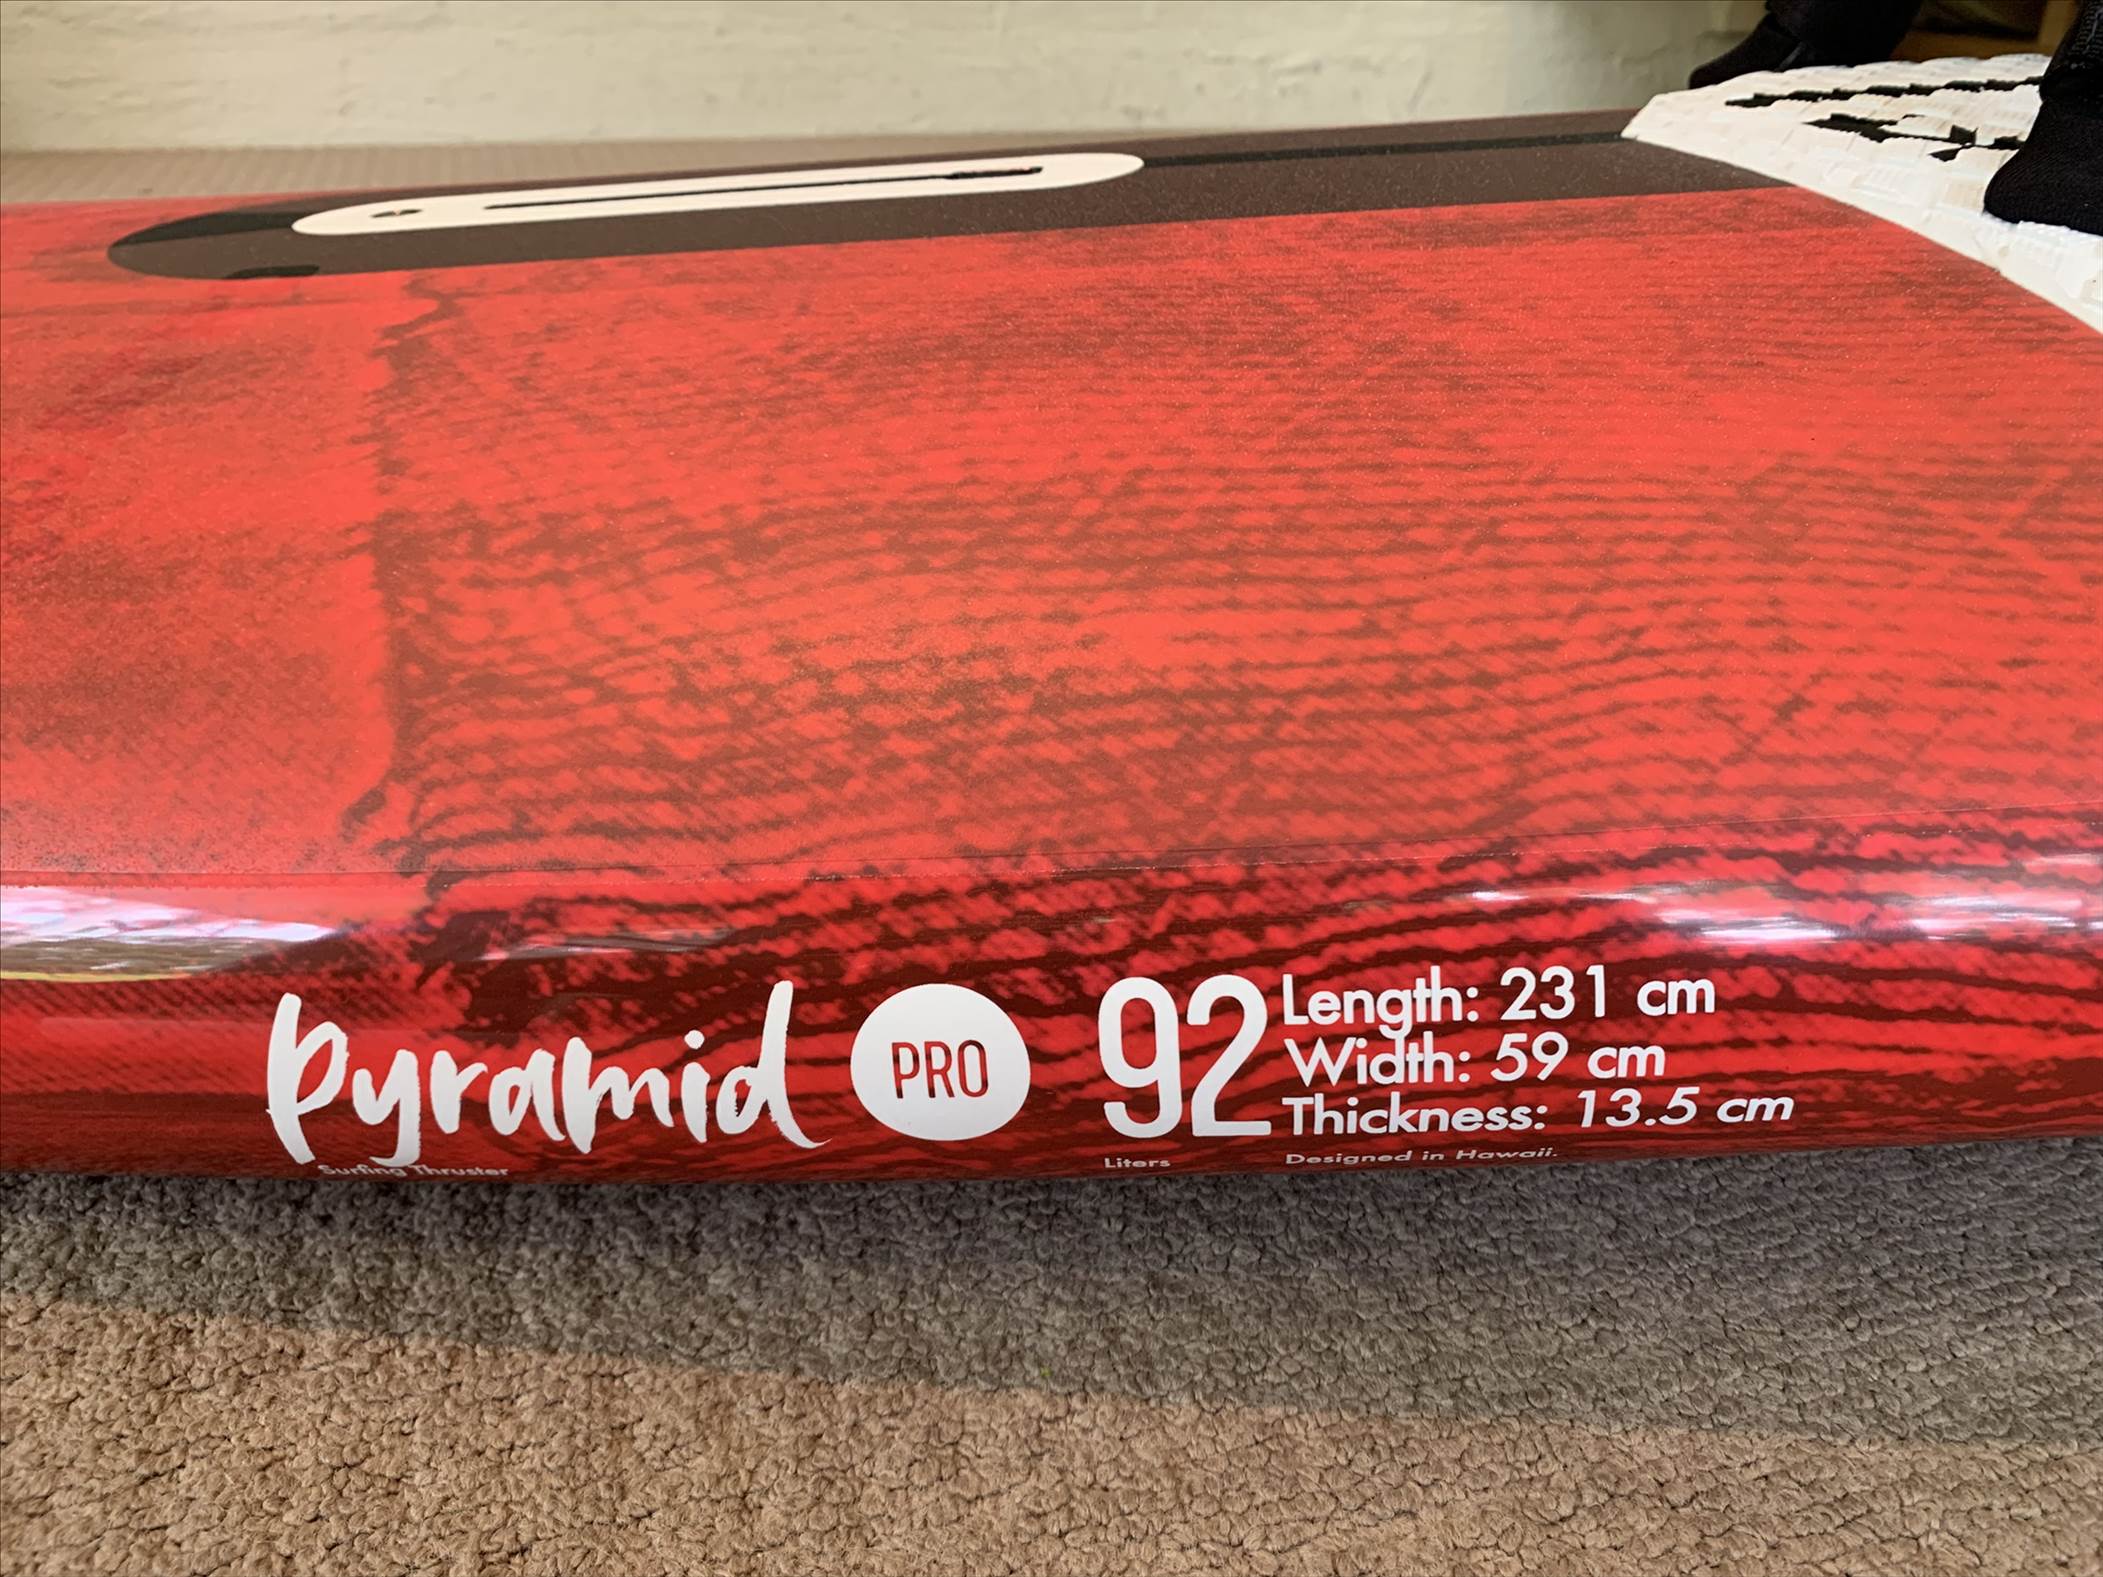 Pyramid PRO 92
Surfing Thruster
Liters
Length: 231 cm
Width: 59 cm
Thickness: 13.5 cm
Designed in Hawaii.